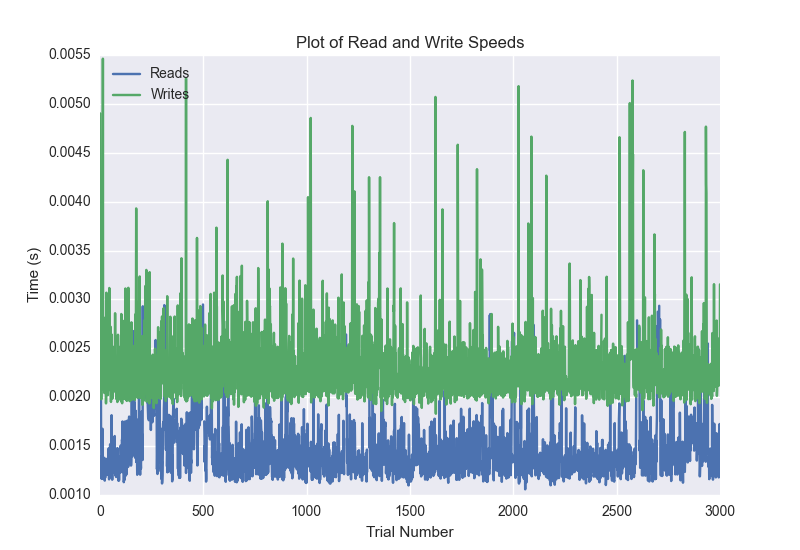 Plot of Read and Write Speeds
0.0055
0.0050
0.0045
0.0040
0.0035
0.0030
0.0025
0.0020
0.0015
0.0010
Time (s)
Reads
Writes
0 500 1000 1500 2000 2500 3000
Trial Number